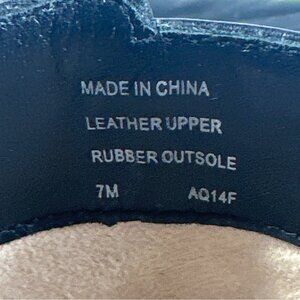 MADE IN CHINA
LEATHER UPPER
RUBBER OUTSOLE
7M AQ14F